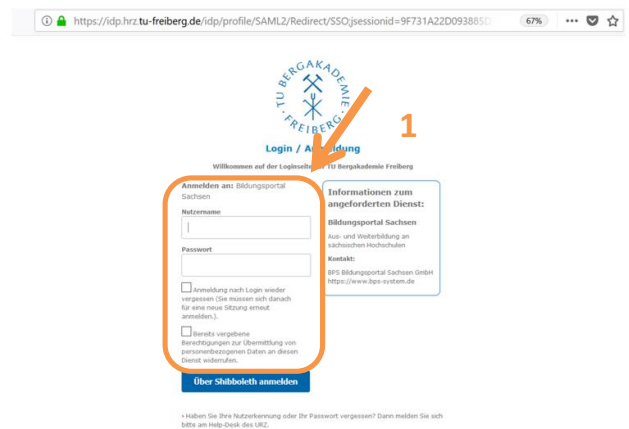 https://idp.hrz.tu-freiberg.de/idp/profile/SAML2/Redirect/SSO;jsessionid=9F731A22D093885D
67%
TU BERGAKADEMIE FREIBERG
1
Login /
Willkommen auf der Loginseite TU Bergakademie Freiberg
Anmelden an: Bildungsportal
Sachsen
Nutzername
Passwort
Anmeldung nach Login wieder
vergessen (Sie müssen sich danach
für eine neue Sitzung erneut
anmelden.).
Bereits vergebene
Berechtigungen zur Übermittlung von
personenbezogenen Daten an diesen
Dienst widerrufen.
Über Shibboleth anmelden
Informationen zum
angeforderten Dienst:
Bildungsportal Sachsen
Aus- und Weiterbildung an
sächsischen Hochschulen
Kontakt:
BPS Bildungsportal Sachsen GmbH
https://www.bps-system.de
› Haben Sie Ihre Nutzerkennung oder Ihr Passwort vergessen? Dann melden Sie sich
bitte am Help-Desk des URZ.